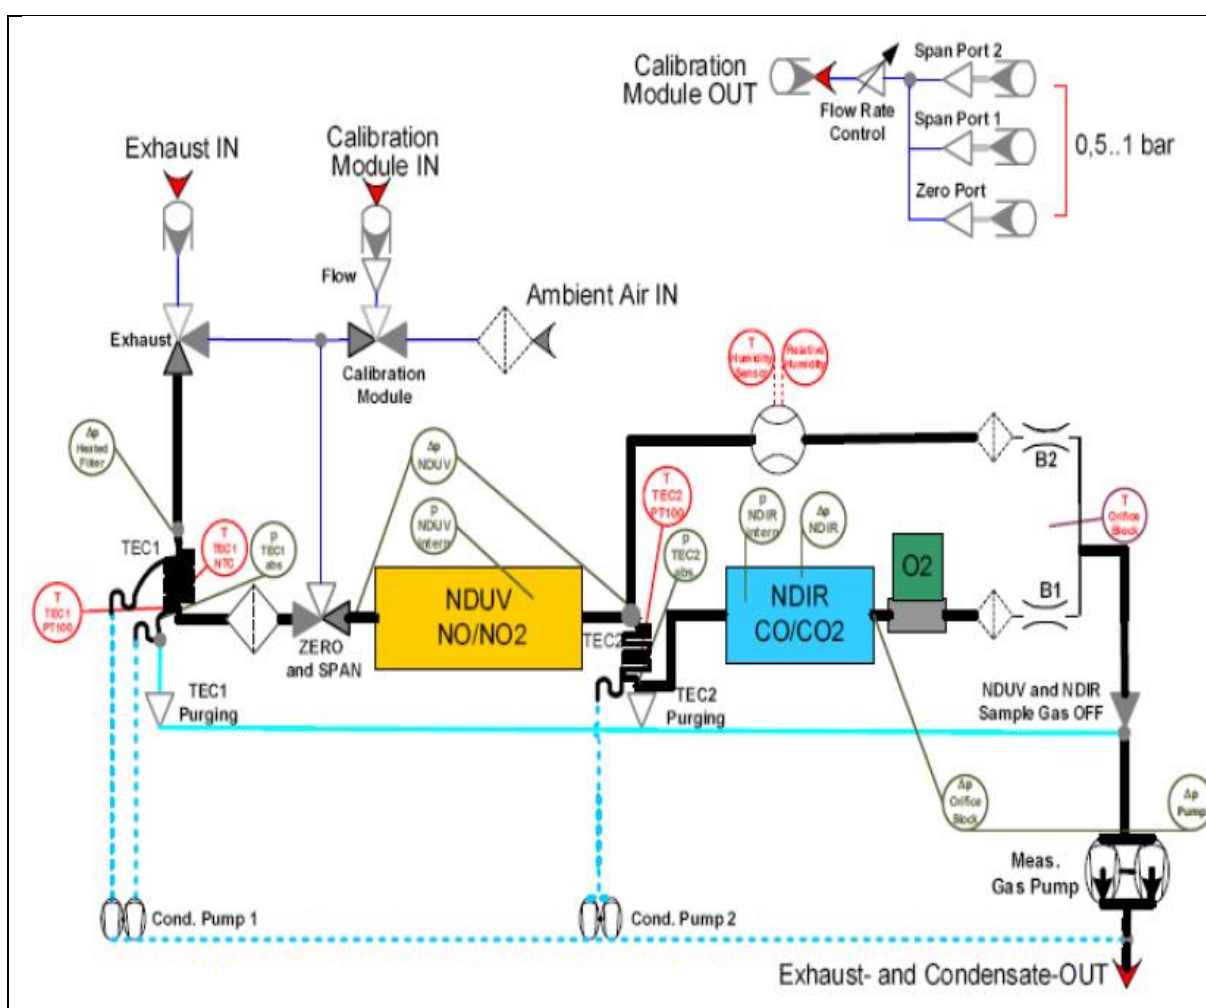 Calibration
Module OUT
Flow Rate
Control
Span Port 2
Span Port 1
Zero Port
0,5..1 bar
Exhaust IN
Calibration
Module IN
Flow
Ambient Air IN
Exhaust
Calibration
Module
T
Humidity
Sensor
Relative
Humidity
Δp
Heated
Filter
Δp
NDUV
p
NDUV
intern
T
TEC2
PT100
p
NDIR
intern
Δp
NDIR
B2
T
Orifice
Block
TEC1
T
TEC1
NTC
p
TEC1
abs
p
TEC2
abs.
O2
T
TEC1
PT100
NDUV
NO/NO2
NDIR
CO/CO2
B1
ZERO
and SPAN
TEC2
TEC1
Purging
TEC2
Purging
NDUV and NDIR
Sample Gas OFF
Δp
Orifice
Block
Δp
Pump
Meas.
Gas Pump
Cond. Pump 1
Cond. Pump 2
Exhaust- and Condensate-OUT